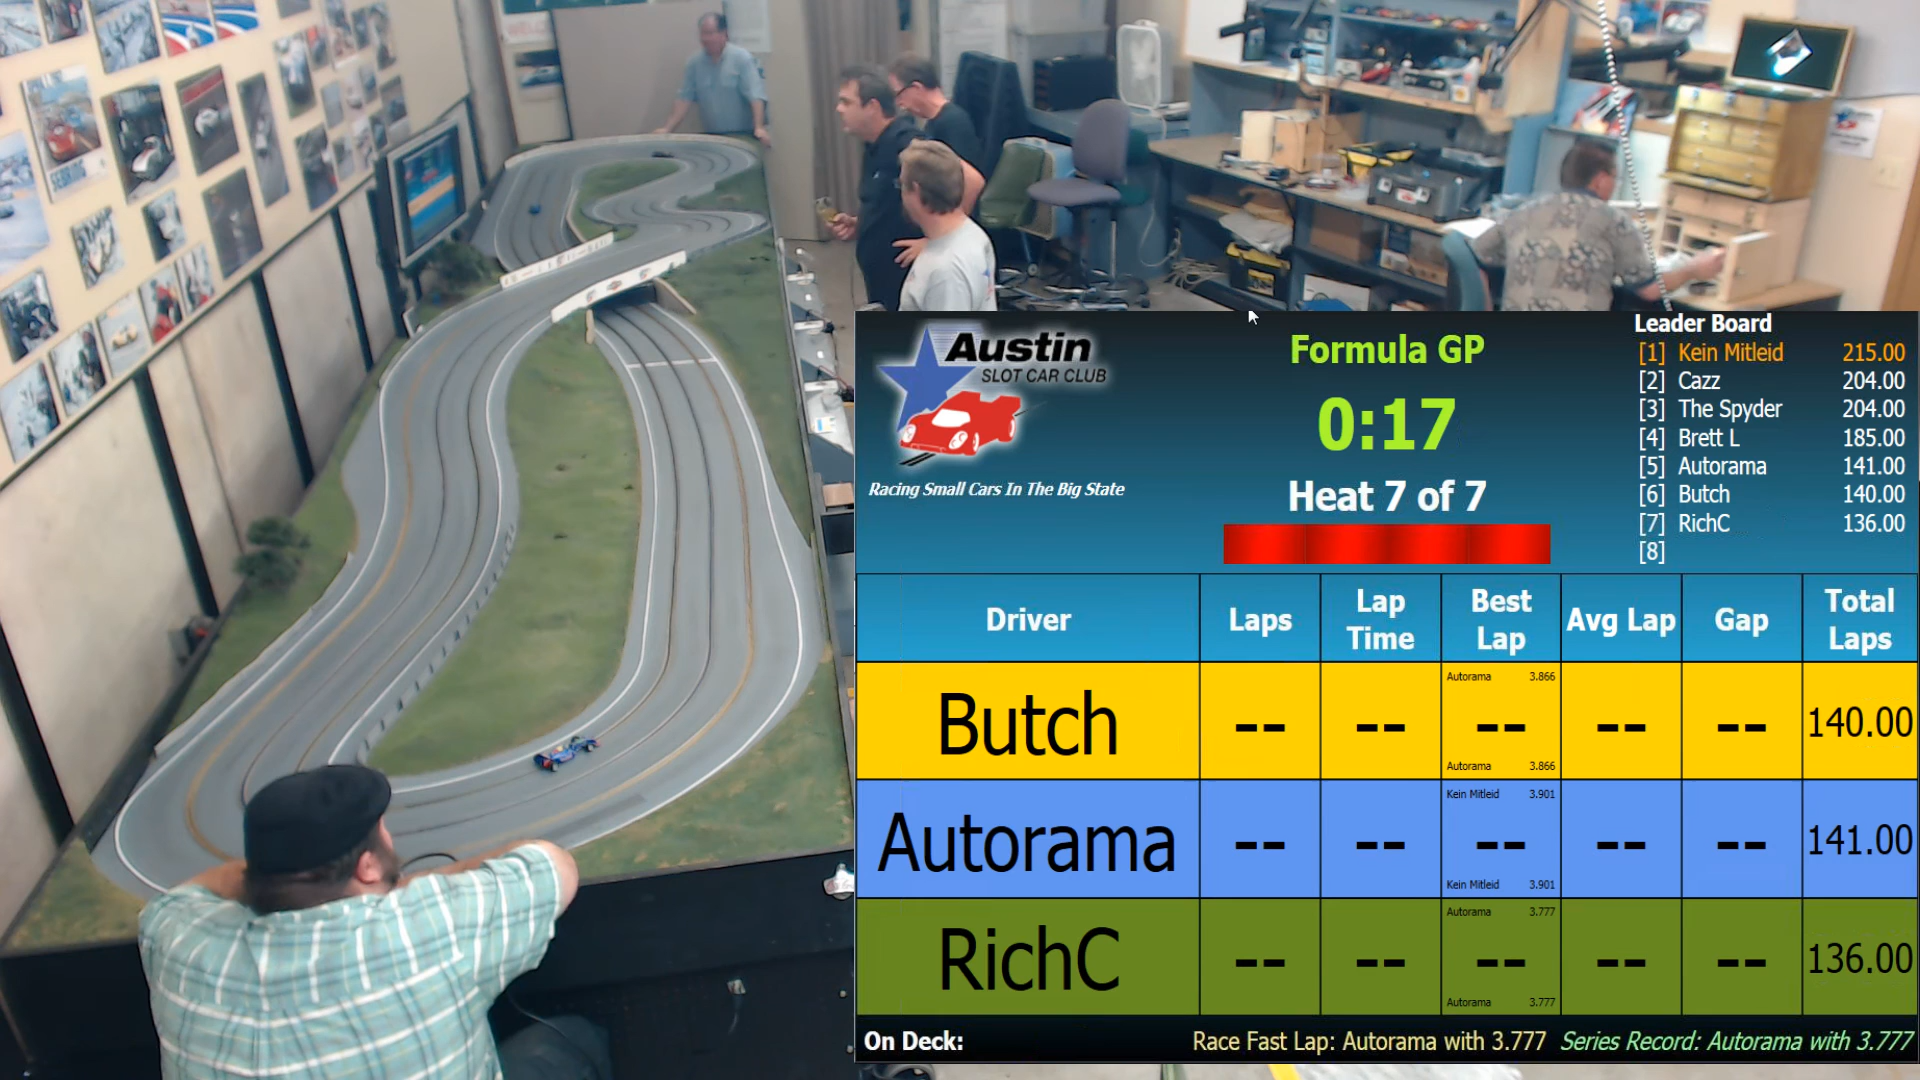 SEBRING
Austin
SLOT CAR CLUB
Racing Small Cars In The Big State
Formula GP
0:17
Heat 7 of 7
Leader Board
[1] Kein Mitleid 215.00
[2] Cazz 204.00
[3] The Spyder 204.00
[4] Brett L 185.00
[5] Autorama 141.00
[6] Butch 140.00
[7] RichC 136.00
[8]
Driver Laps Lap Time Best Lap Avg Lap Gap Total Laps
Autorama 3.866
Butch -- -- -- -- -- 140.00
Autorama 3.866
Kein Mitleid 3.901
Autorama -- -- -- -- -- 141.00
Kein Mitleid 3.901
Autorama 3.777
RichC -- -- -- -- -- 136.00
Autorama 3.777
On Deck: Race Fast Lap: Autorama with 3.777 Series Record: Autorama with 3.777